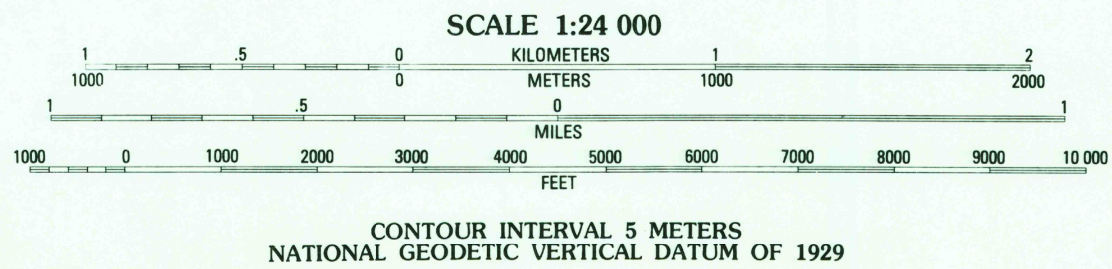 SCALE 1:24 000
1 .5 0 KILOMETERS 1 2
1000 0 METERS 1000 2000
1 .5 0 1
MILES
1000 0 1000 2000 3000 4000 5000 6000 7000 8000 9000 10 000
FEET
CONTOUR INTERVAL 5 METERS
NATIONAL GEODETIC VERTICAL DATUM OF 1929